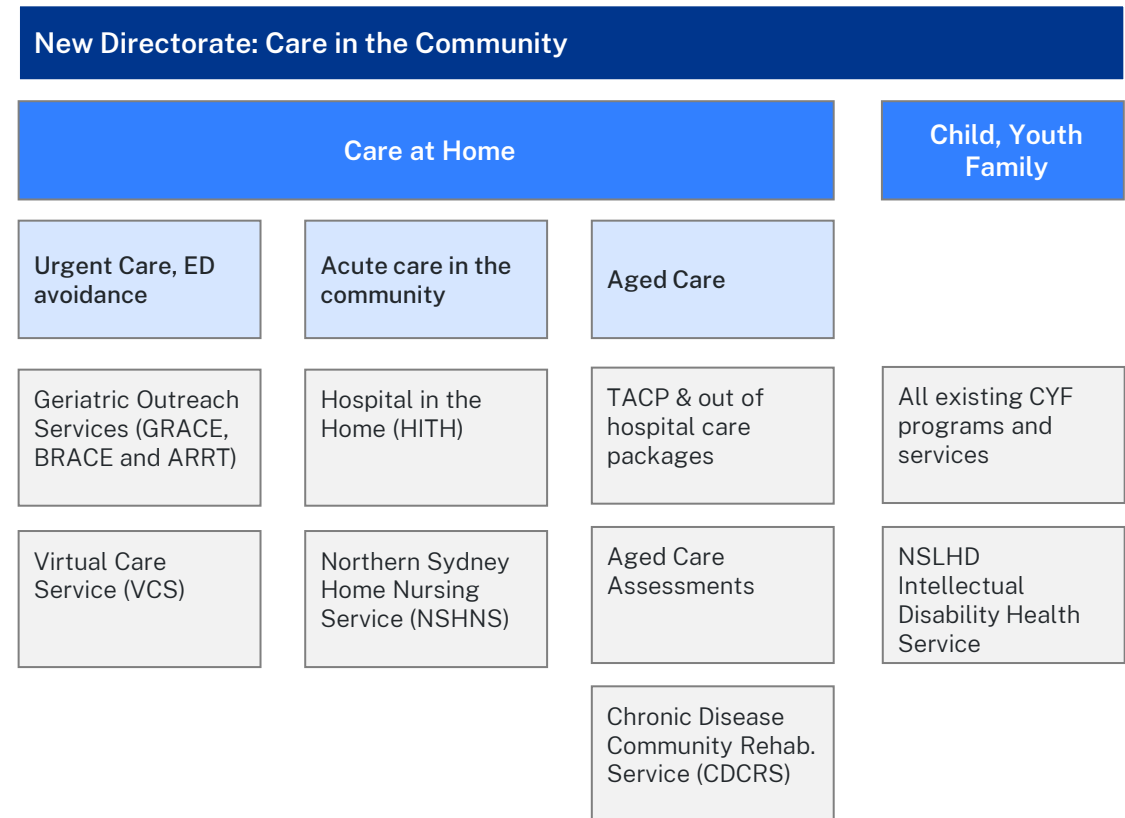 New Directorate: Care in the Community
Care at Home
Child, Youth
Family
Urgent Care, ED
avoidance
Acute care in the
community
Aged Care
Geriatric Outreach
Services (GRACE,
BRACE and ARRT)
Hospital in the
Home (HITH)
TACP & out of
hospital care
packages
All existing CYF
programs and
services
Virtual Care
Service (VCS)
Northern Sydney
Home Nursing
Service (NSHNS)
Aged Care
Assessments
NSLHD
Intellectual
Disability Health
Service
Chronic Disease
Community Rehab.
Service (CDCRS)